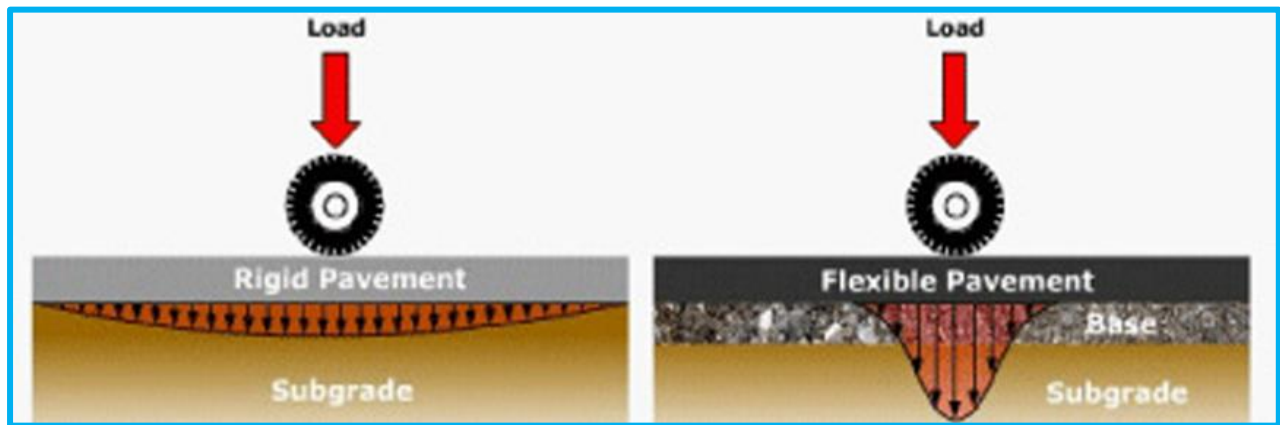 Load
Load
Rigid Pavement
Flexible Pavement
Base
Subgrade
Subgrade